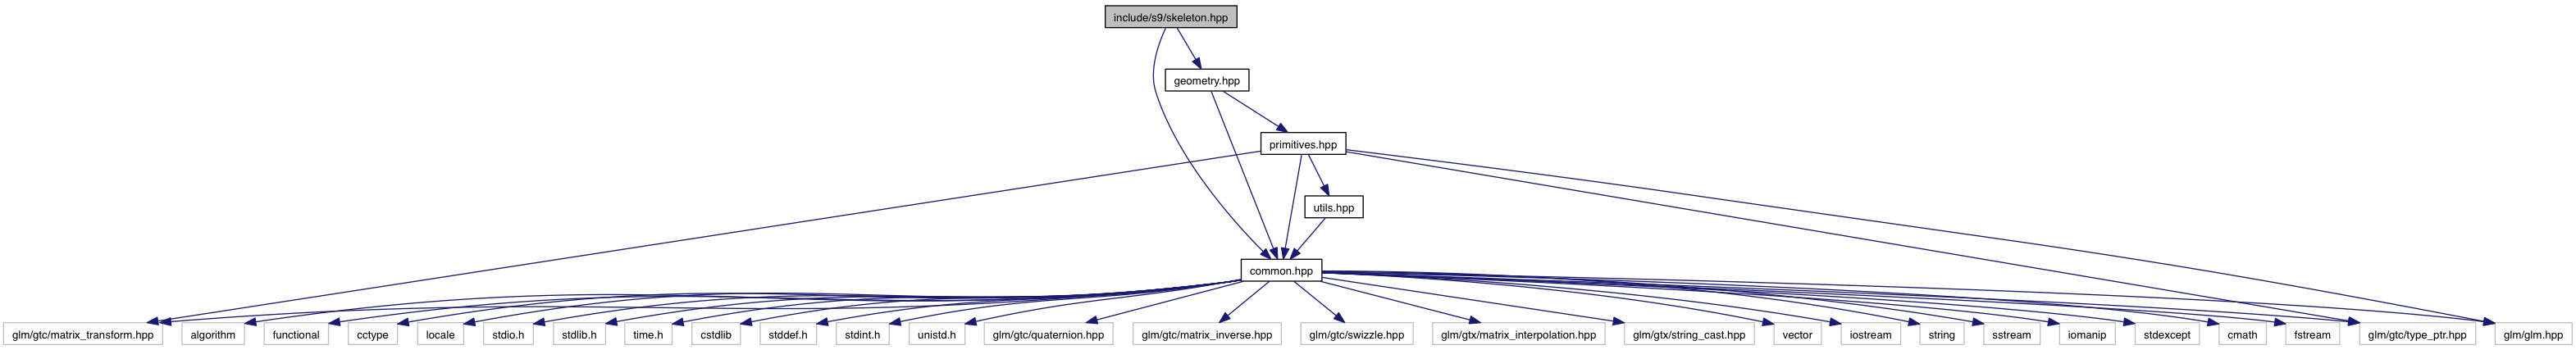 include/s9/skeleton.hpp
geometry.hpp
primitives.hpp
utils.hpp
common.hpp
glm/gtc/matrix_transform.hpp
algorithm
functional
cctype
locale
stdio.h
stdlib.h
time.h
cstdlib
stddef.h
stdint.h
unistd.h
glm/gtc/quaternion.hpp
glm/gtc/matrix_inverse.hpp
glm/gtc/swizzle.hpp
glm/gtx/matrix_interpolation.hpp
glm/gtx/string_cast.hpp
vector
iostream
string
sstream
iomanip
stdexcept
cmath
fstream
glm/gtc/type_ptr.hpp
glm/glm.hpp